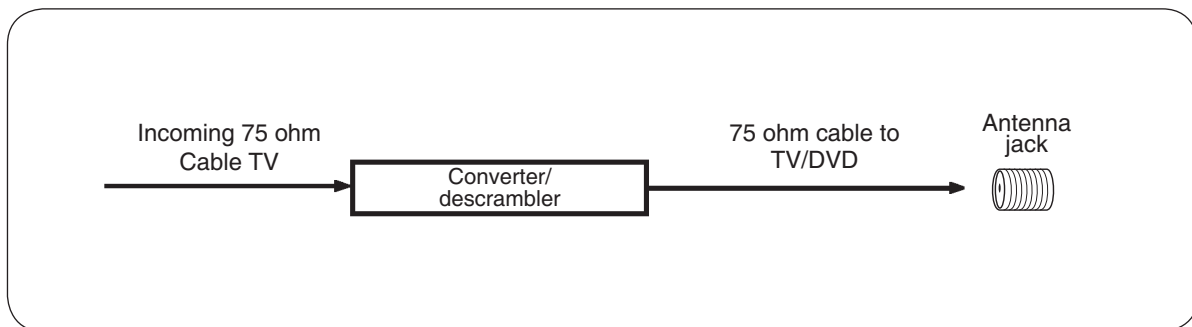 Incoming 75 ohm
Cable TV
Converter/
descrambler
75 ohm cable to
TV/DVD
Antenna
jack